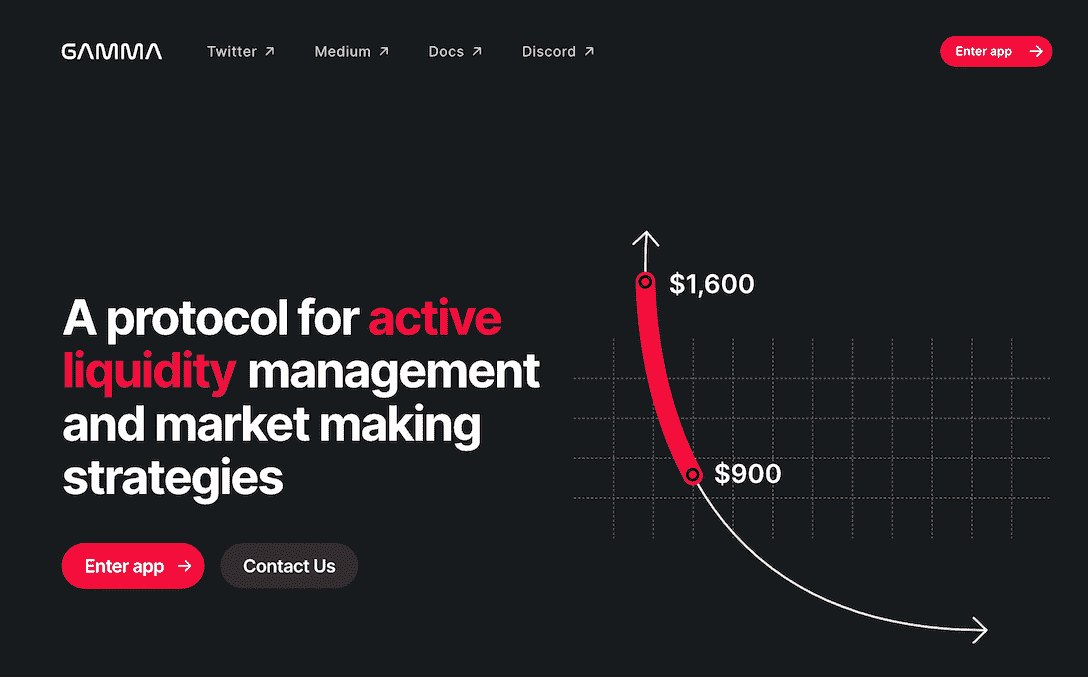 GAMMA
Twitter ↗
Medium ↗
Docs ↗
Discord ↗
Enter app →
A protocol for active
liquidity management
and market making
strategies
Enter app →
Contact Us
$1,600
$900